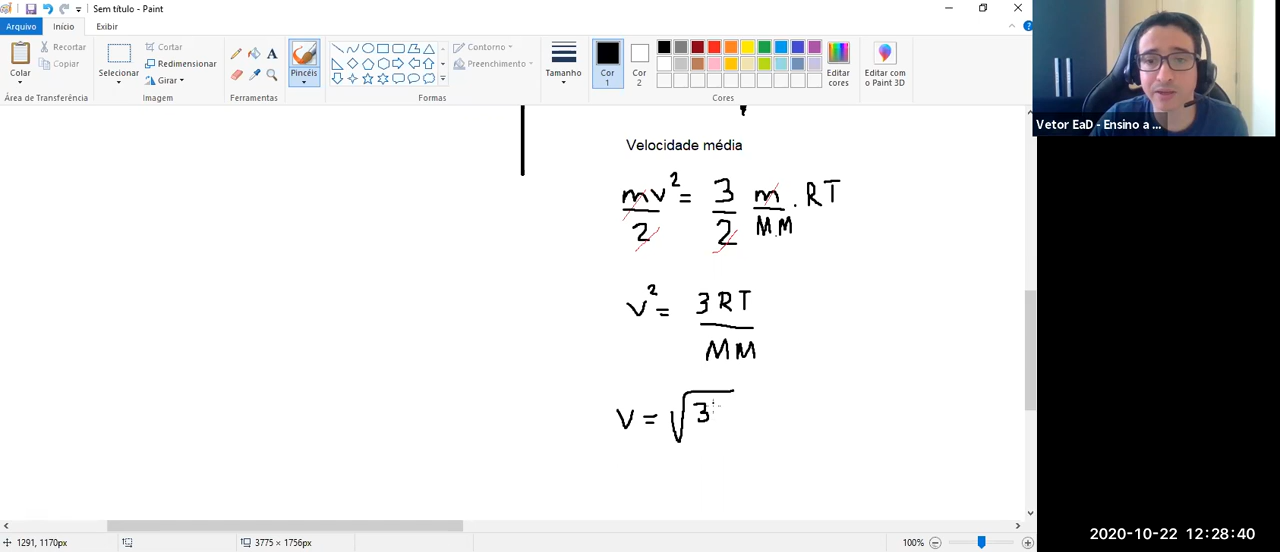 Sem título - Paint
Arquivo Início Exibir
Colar
Recortar
Copiar
Área de Transferência
Selecionar
Cortar
Redimensionar
Girar
Imagem
Ferramentas
Pincéis
Contorno
Preenchimento
Formas
Tamanho
Cor 1
Cor 2
Editar cores
Editar com o Paint 3D
Cores
Vetor EaD - Ensino a ...
Velocidade média
mv²/2 = 3/2 m/MM . RT
v² = 3RT/MM
v = √3
1291, 1170px
3775 × 1756px
100%
2020-10-22 12:28:40